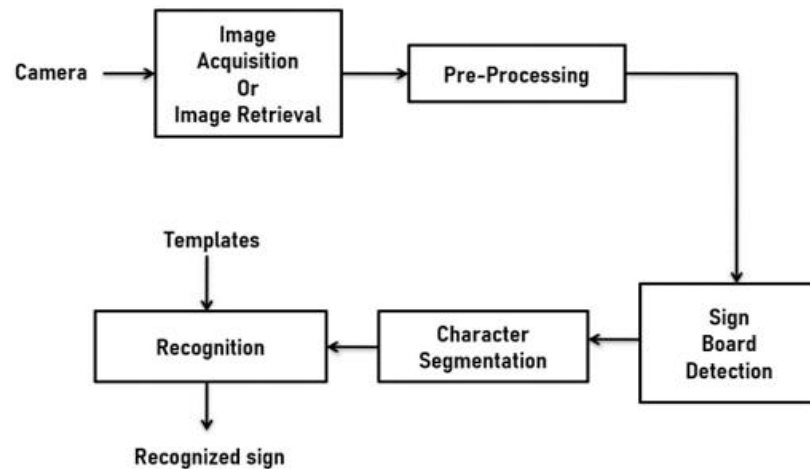 Camera
Image
Acquisition
Or
Image Retrieval
Pre-Processing
Sign
Board
Detection
Character
Segmentation
Templates
Recognition
Recognized sign